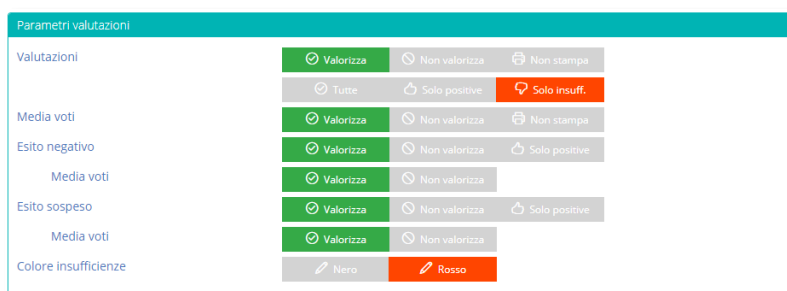 Parametri valutazioni
Valutazioni Valorizza Non valorizza Non stampa
Tutte Solo positive Solo insuff.
Media voti Valorizza Non valorizza Non stampa
Esito negativo Valorizza Non valorizza Solo positive
Media voti Valorizza Non valorizza
Esito sospeso Valorizza Non valorizza Solo positive
Media voti Valorizza Non valorizza
Colore insufficienze Nero Rosso